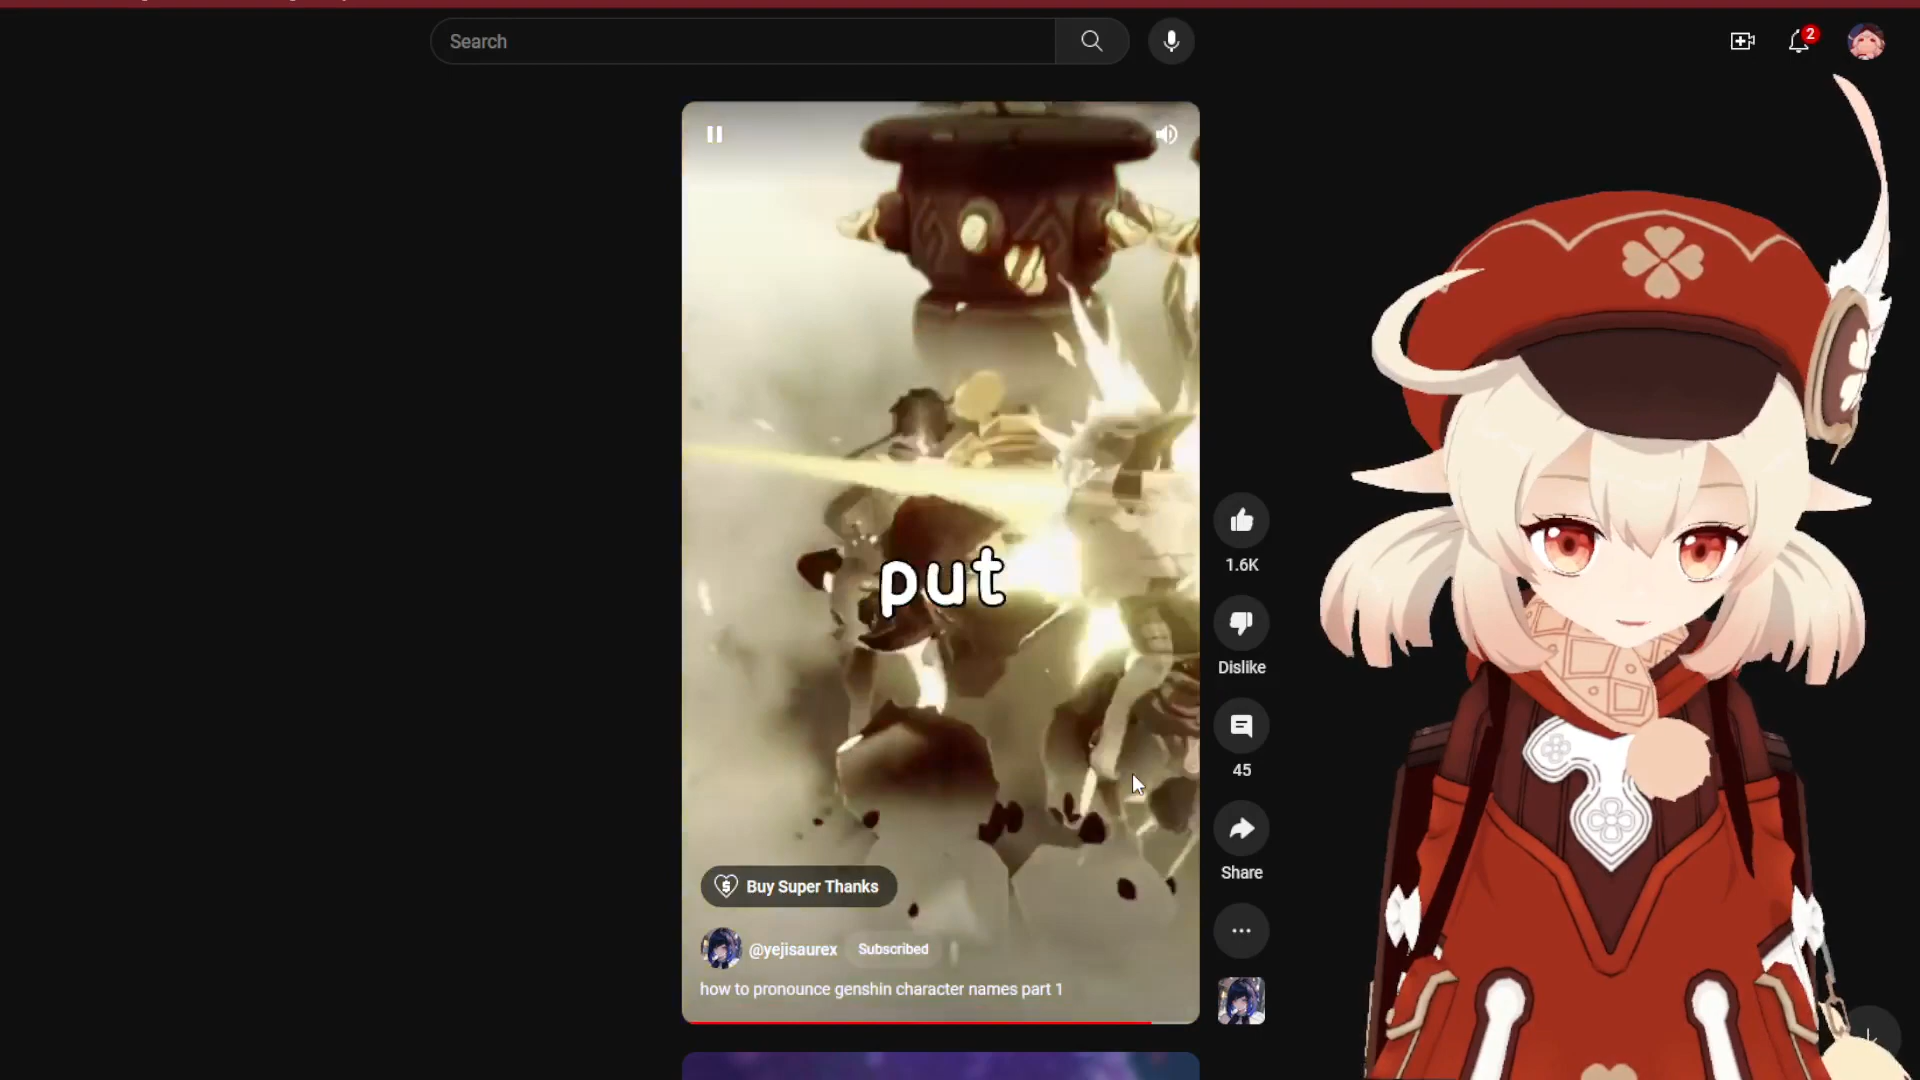 Search
2
put
1.6K
Dislike
45
Share
Buy Super Thanks
@yejisaurex Subscribed
how to pronounce genshin character names part 1